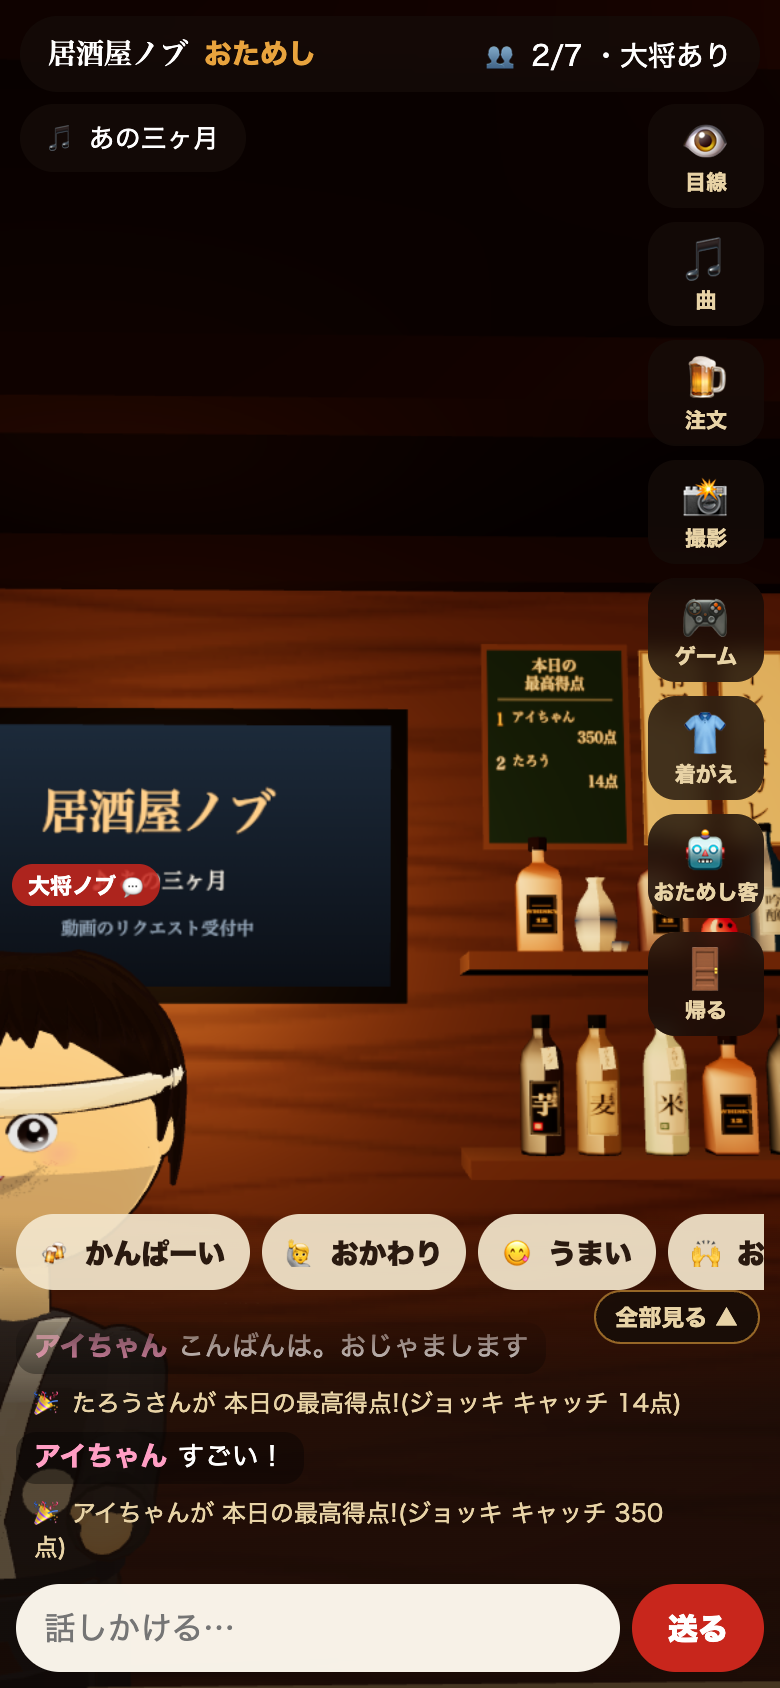 居酒屋ノブ おためし
2/7 ・大将あり
あの三ヶ月
目線
曲
注文
撮影
ゲーム
着がえ
おためし客
帰る
本日の
最高得点
1 アイちゃん
350点
2 たろう
14点
居酒屋ノブ
大将ノブ
三ヶ月
動画のリクエスト受付中
芋
麦
米
かんぱーい
おかわり
うまい
お
全部見る ▲
アイちゃん こんばんは。おじゃまします
たろうさんが 本日の最高得点!(ジョッキ キャッチ 14点)
アイちゃん すごい！
アイちゃんが 本日の最高得点!(ジョッキ キャッチ 350
点)
話しかける…
送る